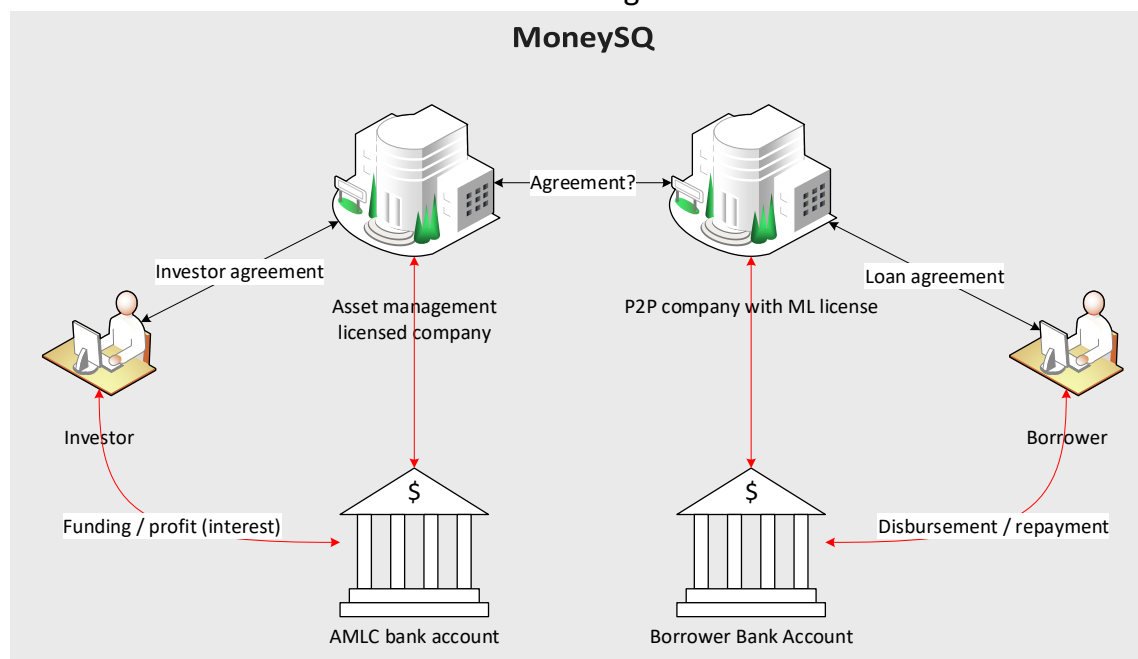 MoneySQ
Agreement?
Investor agreement
Loan agreement
Asset management
licensed company
P2P company with ML license
Investor
Borrower
$
$
Funding / profit (interest)
Disbursement / repayment
AMLC bank account
Borrower Bank Account